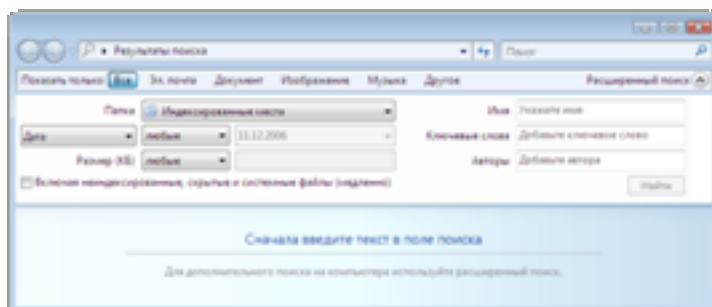 Результаты поиска Поиск
Показать только: Все Эл. почта Документ Изображение Музыка Другое Расширенный поиск
Папка Индексированные места Имя Укажите имя
Дата любые 11.12.2006 Ключевые слова Добавьте ключевое слово
Размер (КБ) любые Авторы Добавьте автора
Включая неиндексированные, скрытые и системные файлы (медленно) Найти
Сначала введите текст в поле поиска
Для дополнительного поиска на компьютере используйте расширенный поиск.